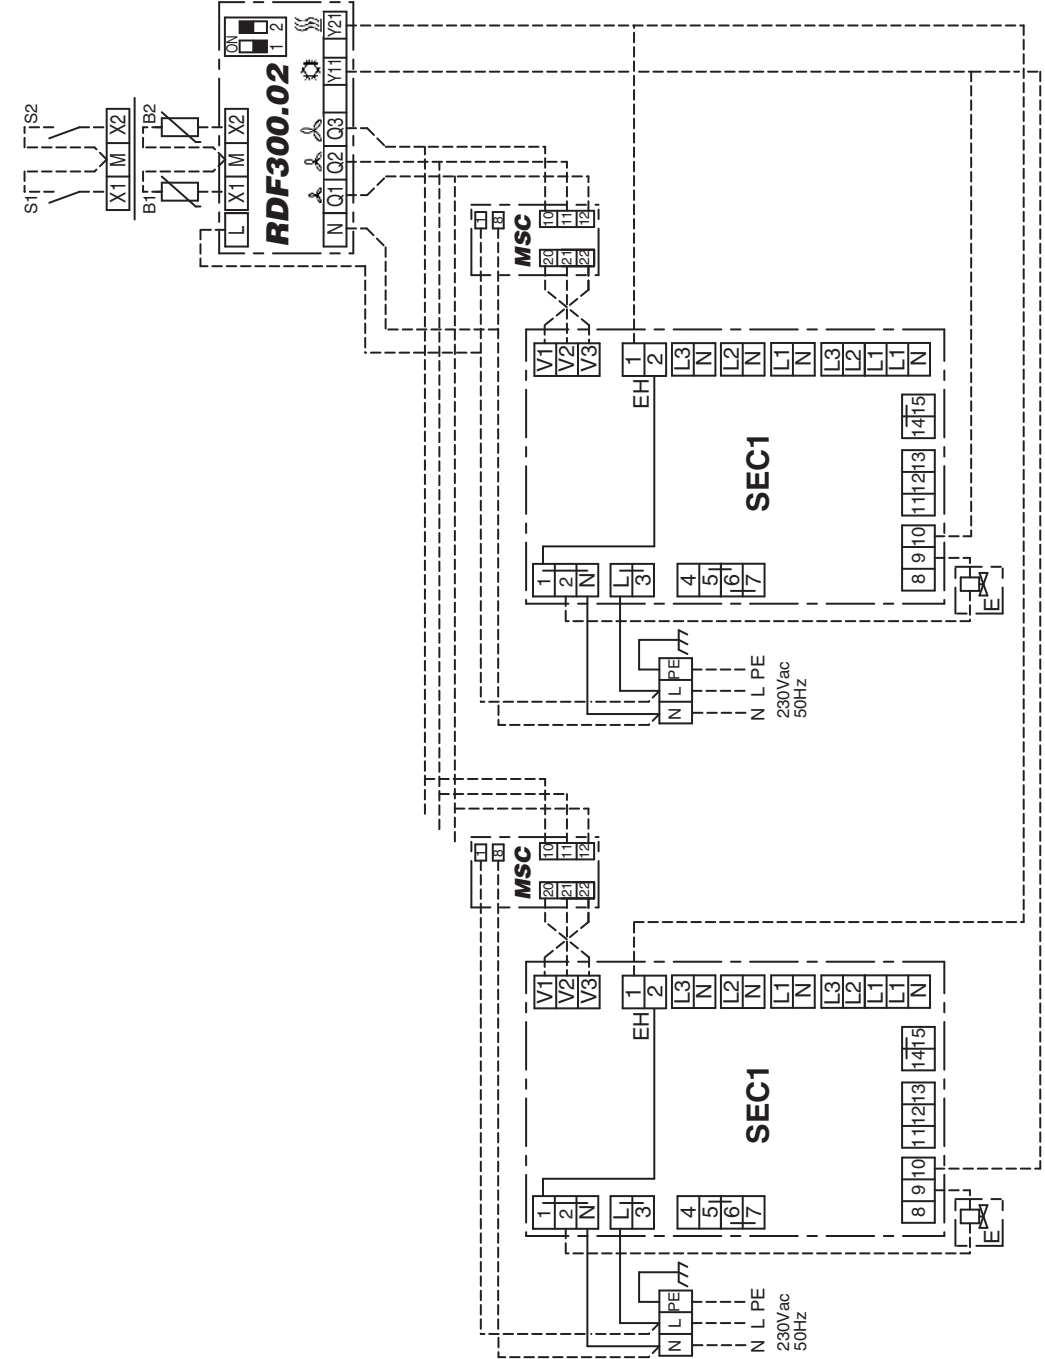 S1
S2
X1 M X2
B1
B2
L X1 M X2
ON
1 2
RDF300.02
N Q1 Q2 Q3 Y11 Y21
1
8
MSC
10
11
12
20
21
22
V1
V2
V3
1
2
EH
L3
N
L2
N
L1
N
L3
L2
L1
L1
N
SEC1
14 15
11 12 13
8 9 10
1
2
N
L
3
4
5
6
7
E
N L PE
N L PE
230Vac
50Hz
1
8
MSC
10
11
12
20
21
22
V1
V2
V3
1
2
EH
L3
N
L2
N
L1
N
L3
L2
L1
L1
N
SEC1
14 15
11 12 13
8 9 10
1
2
N
L
3
4
5
6
7
E
N L PE
N L PE
230Vac
50Hz